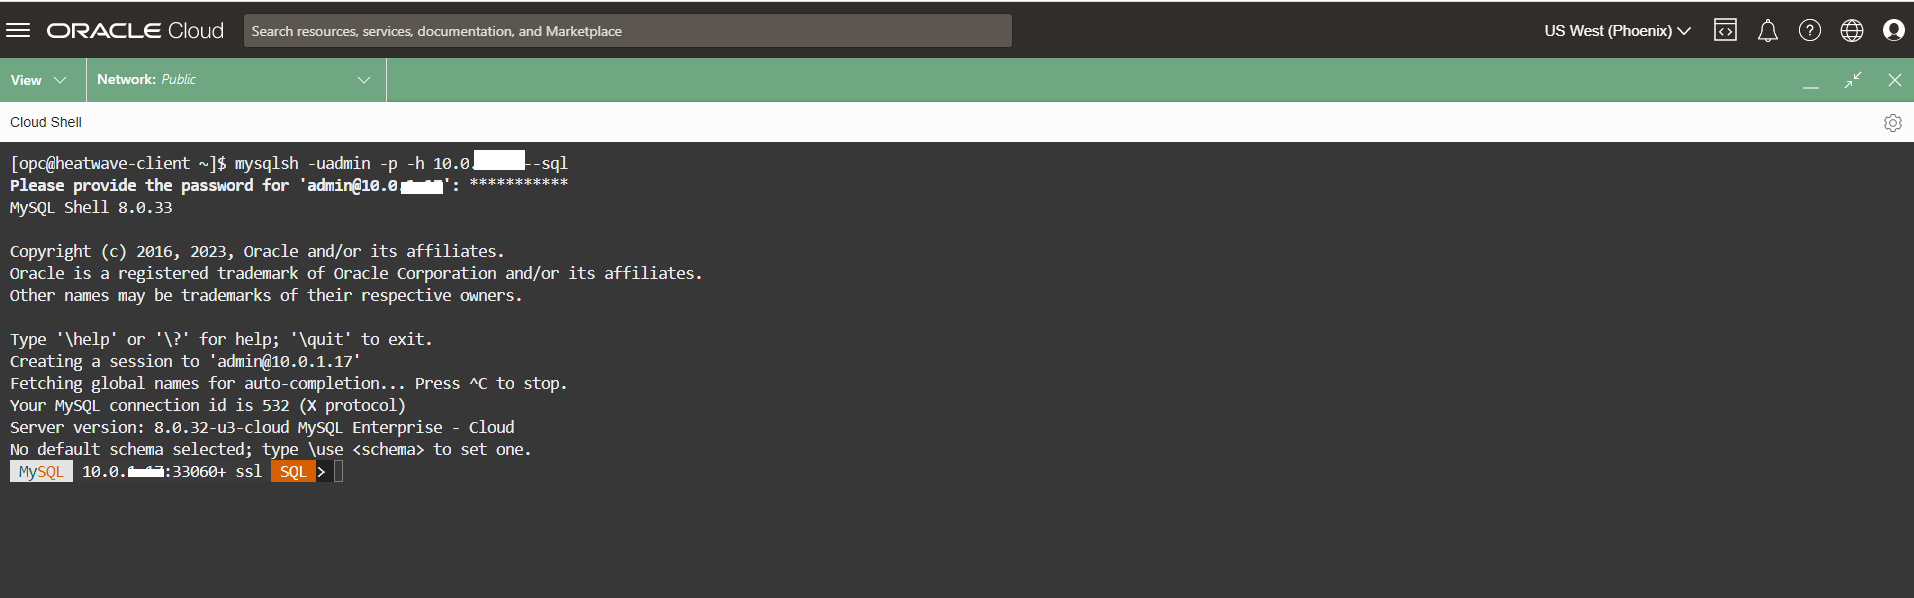 ORACLE Cloud
Search resources, services, documentation, and Marketplace
US West (Phoenix)
View
Network: Public
Cloud Shell
[opc@heatwave-client ~]$ mysqlsh -uadmin -p -h 10.0. --sql
Please provide the password for 'admin@10.0. ': ***********
MySQL Shell 8.0.33
Copyright (c) 2016, 2023, Oracle and/or its affiliates.
Oracle is a registered trademark of Oracle Corporation and/or its affiliates.
Other names may be trademarks of their respective owners.
Type '\help' or '\?' for help; '\quit' to exit.
Creating a session to 'admin@10.0.1.17'
Fetching global names for auto-completion... Press ^C to stop.
Your MySQL connection id is 532 (X protocol)
Server version: 8.0.32-u3-cloud MySQL Enterprise - Cloud
No default schema selected; type \use <schema> to set one.
MySQL 10.0. :33060+ ssl SQL >